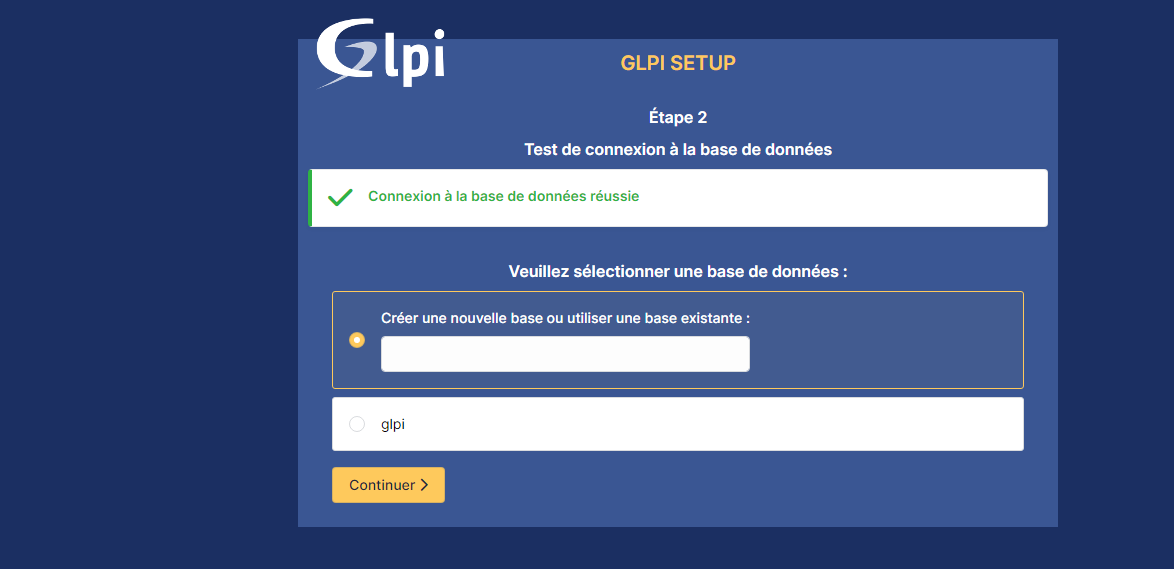 Glpi
GLPI SETUP
Étape 2
Test de connexion à la base de données
Connexion à la base de données réussie
Veuillez sélectionner une base de données :
Créer une nouvelle base ou utiliser une base existante :
glpi
Continuer